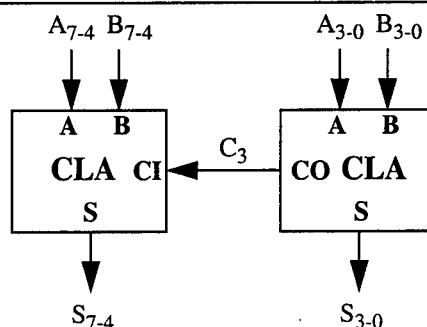 A7-4 B7-4 A3-0 B3-0
A B A B
C3
CLA CI CO CLA
S S
S7-4 S3-0